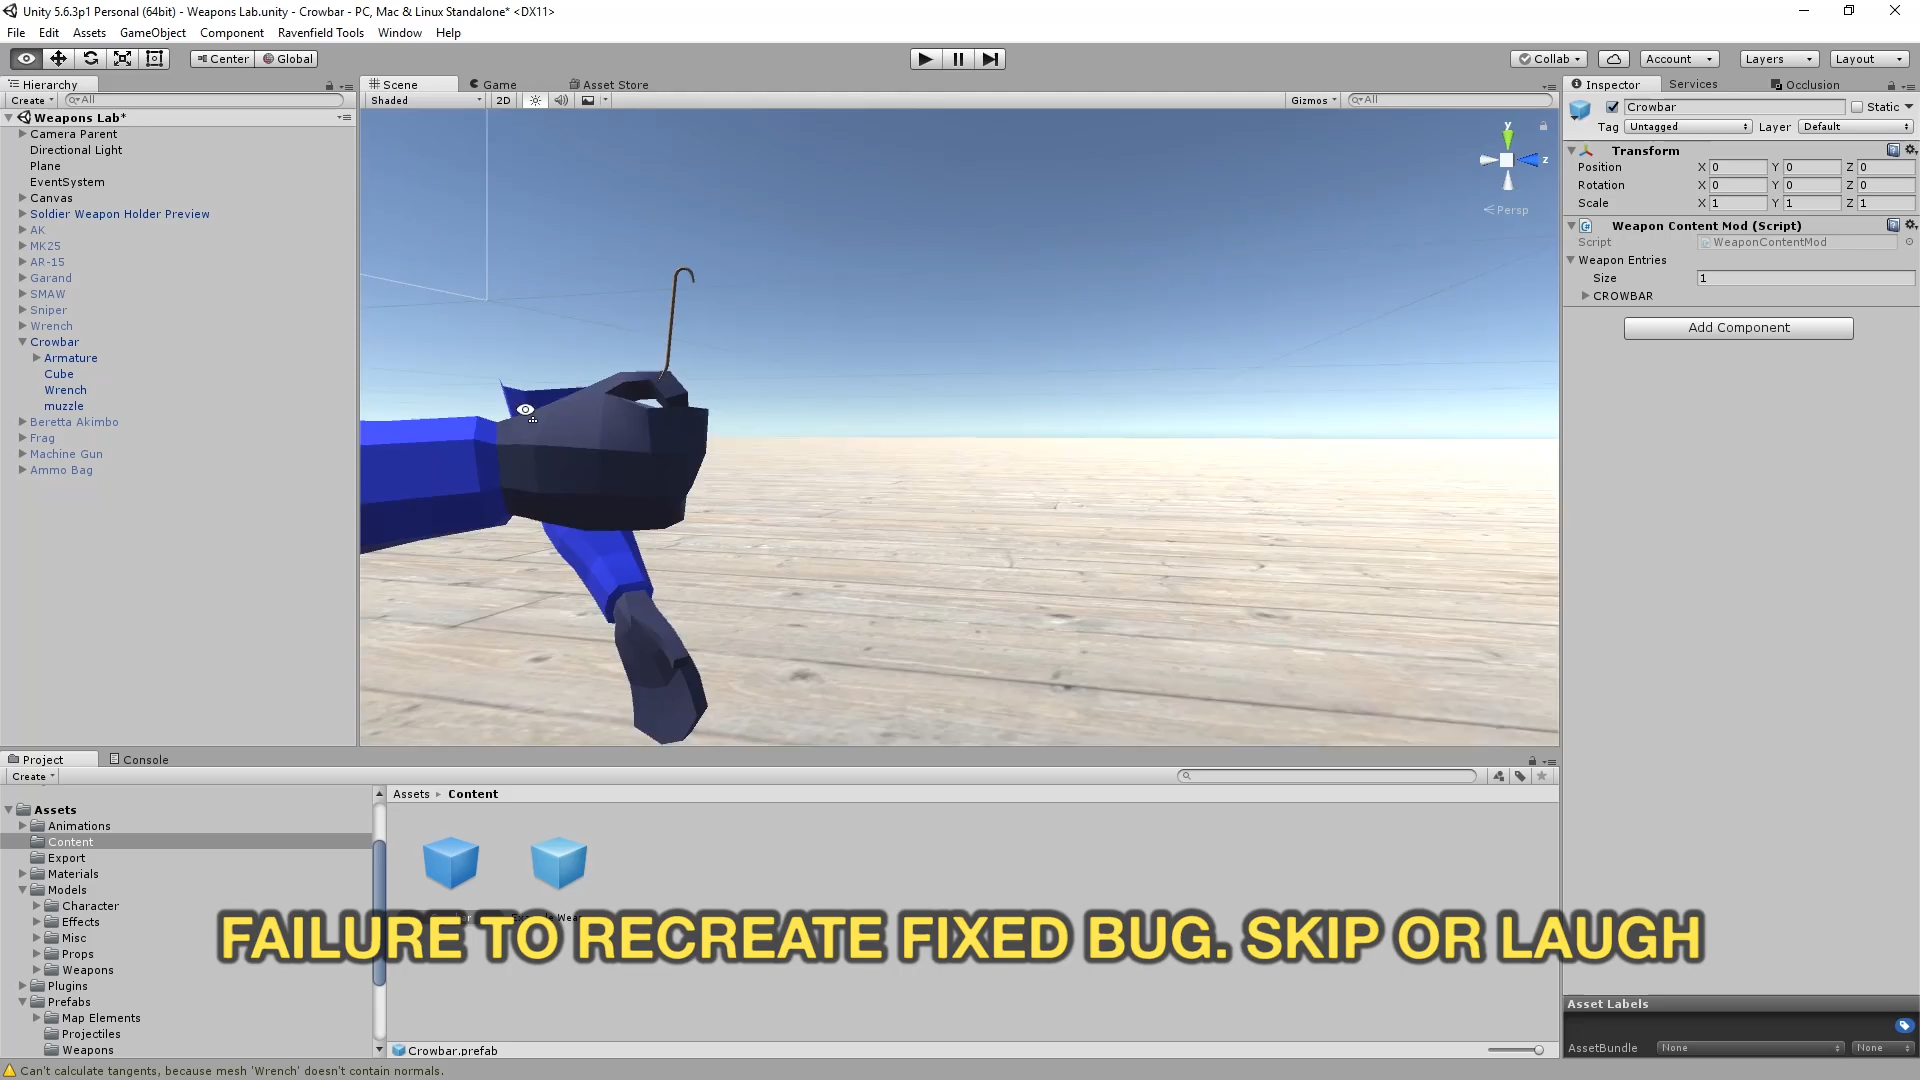 Unity 5.6.3p1 Personal (64bit) - Weapons Lab.unity - Crowbar - PC, Mac & Linux Standalone* <DX11>
File Edit Assets GameObject Component Ravenfield Tools Window Help
Center Global Collab Account Layers Layout
Hierarchy
Create All
Weapons Lab*
Camera Parent
Directional Light
Plane
EventSystem
Canvas
Soldier Weapon Holder Preview
AK
MK25
AR-15
Garand
SMAW
Sniper
Wrench
Crowbar
Armature
Cube
Wrench
muzzle
Beretta Akimbo
Frag
Machine Gun
Ammo Bag
Scene Game Asset Store
Shaded 2D Gizmos All
y
z
Persp
Inspector Services Occlusion
Crowbar Static
Tag Untagged Layer Default
Transform
Position X 0 Y 0 Z 0
Rotation X 0 Y 0 Z 0
Scale X 1 Y 1 Z 1
Weapon Content Mod (Script)
Script WeaponContentMod
Weapon Entries
Size 1
CROWBAR
Add Component
Project Console
Create
Assets
Animations
Content
Export
Materials
Models
Character
Effects
Misc
Props
Weapons
Plugins
Prefabs
Map Elements
Projectiles
Weapons
Assets Content
FAILURE TO RECREATE FIXED BUG. SKIP OR LAUGH
Crowbar.prefab
Asset Labels
AssetBundle None None
Can't calculate tangents, because mesh 'Wrench' doesn't contain normals.